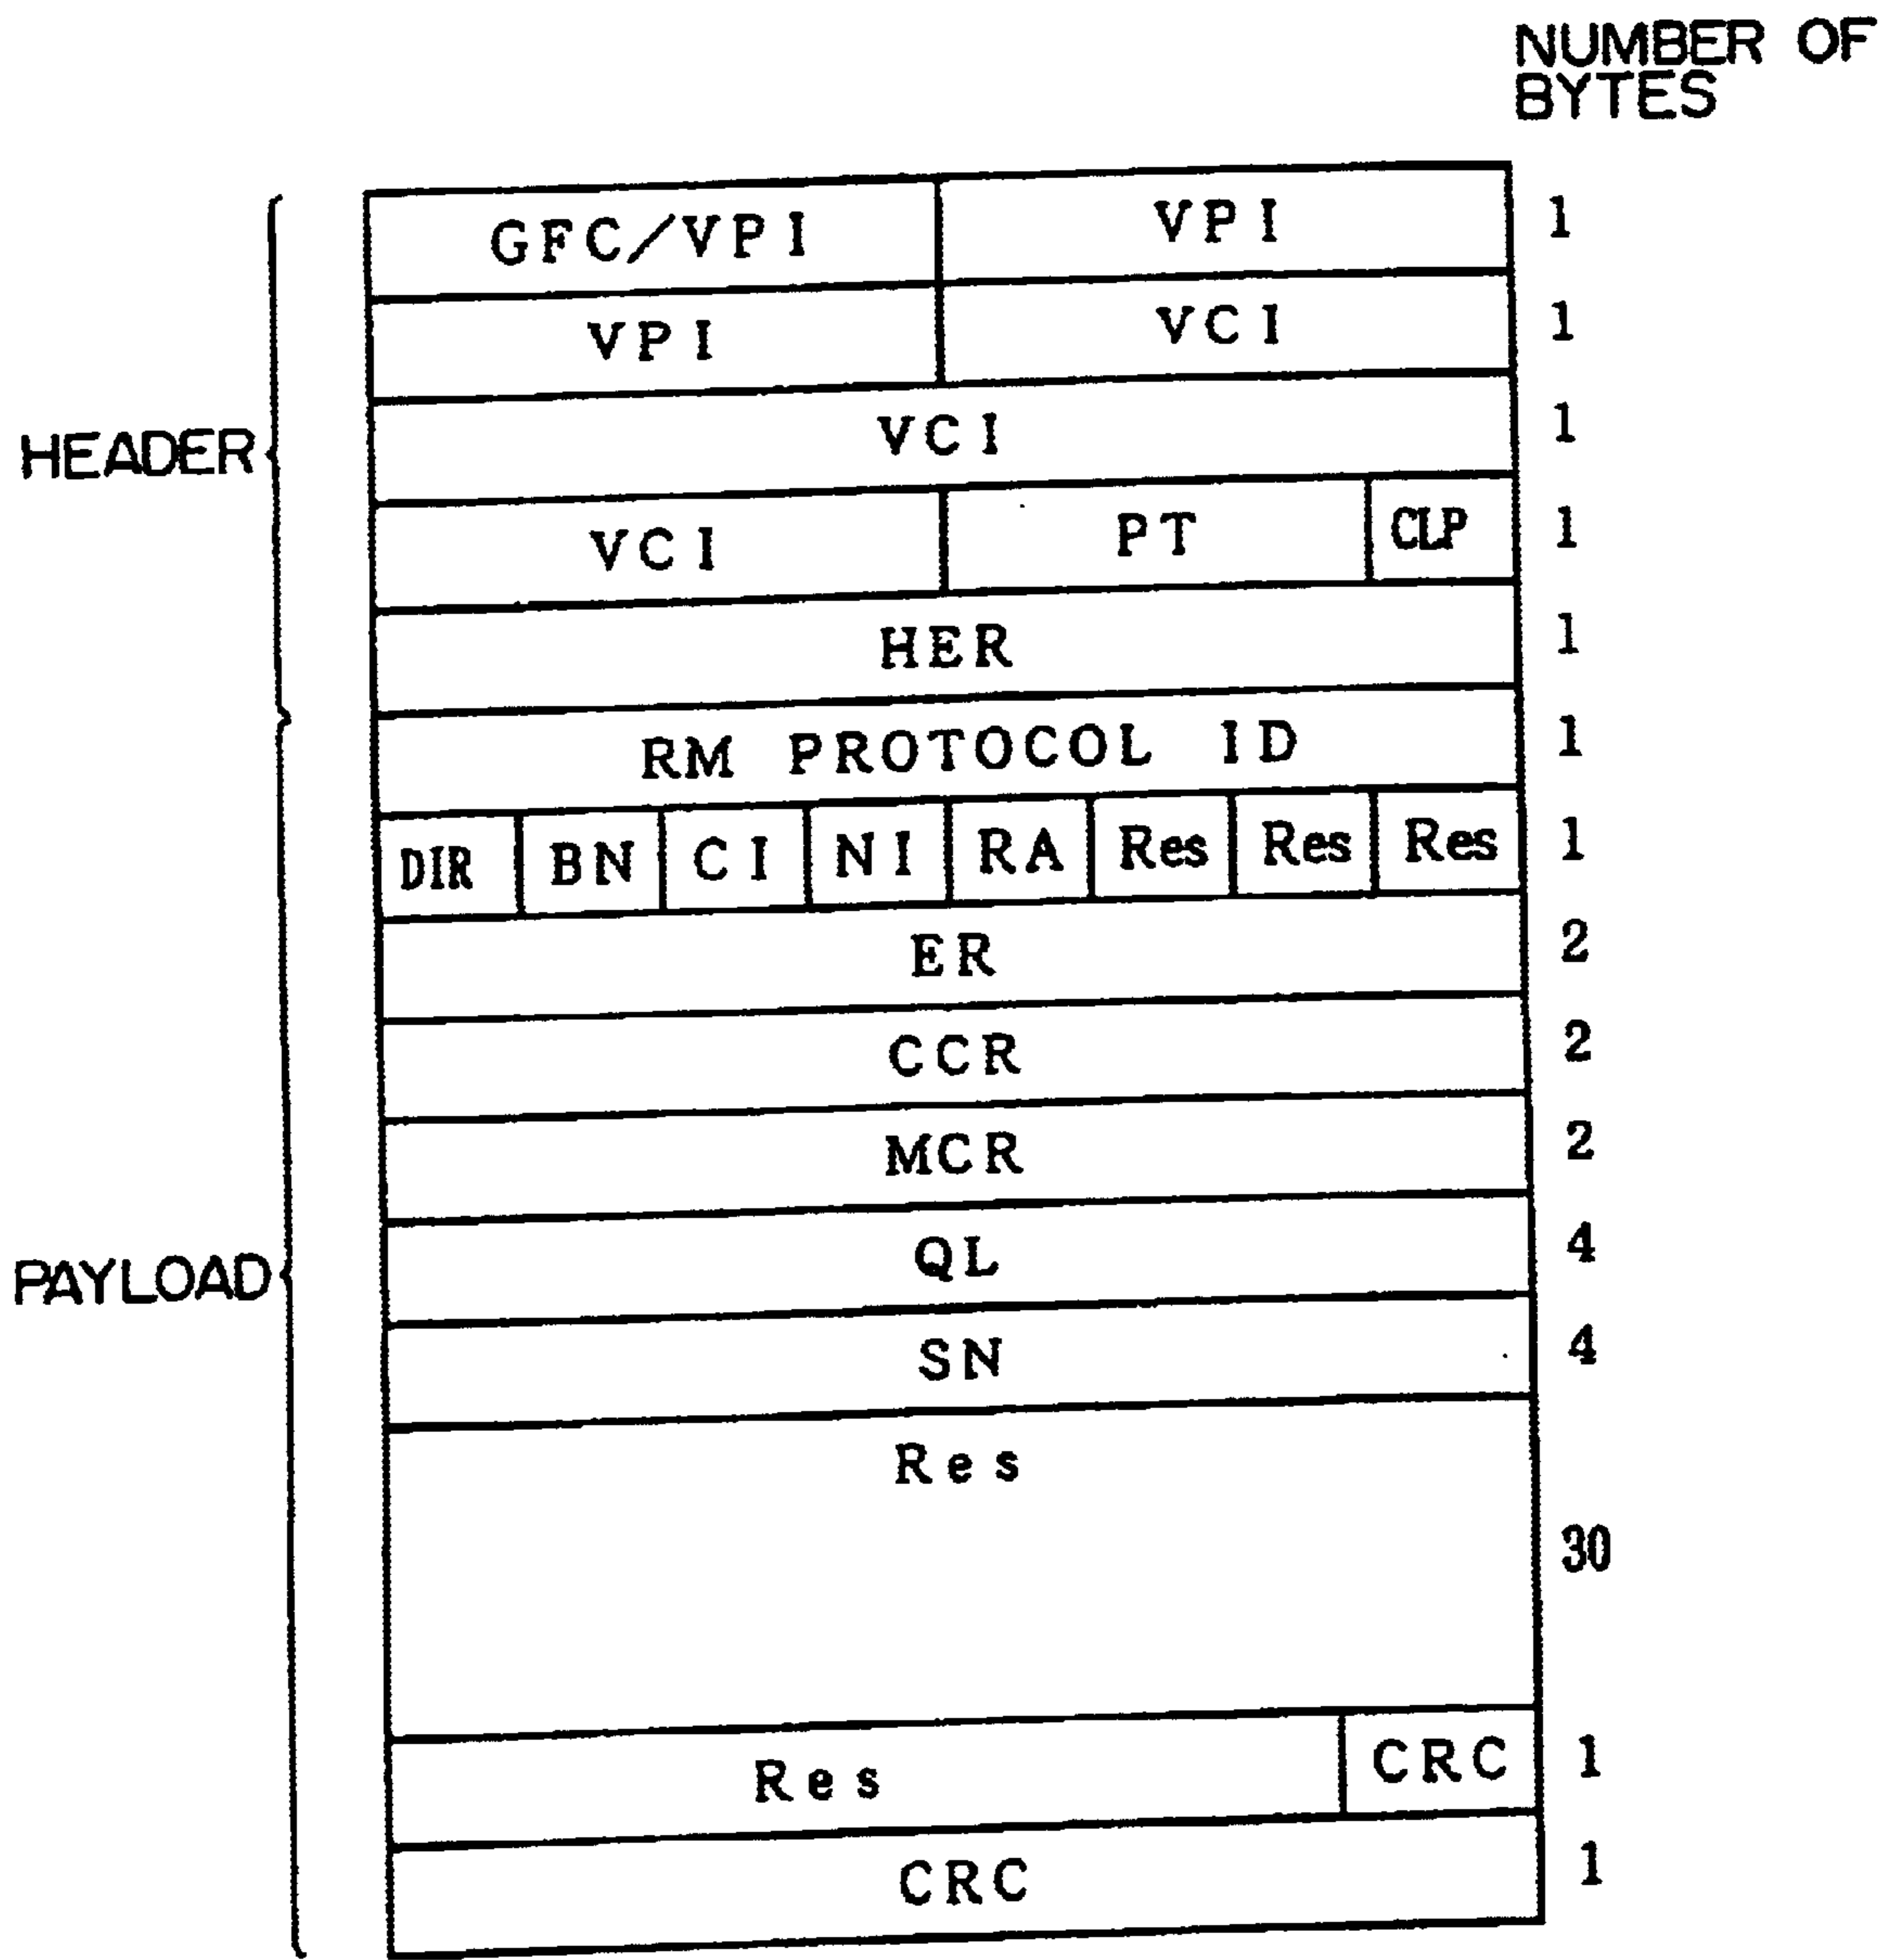 NUMBER OF
BYTES
GFC/VPI VPI 1
VPI VCI 1
HEADER
VCI 1
VCI PT CLP 1
HER 1
RM PROTOCOL ID 1
DIR BN CI NI RA Res Res Res 1
ER 2
CCR 2
MCR 2
PAYLOAD
QL 4
SN 4
Res
30
Res CRC 1
CRC 1